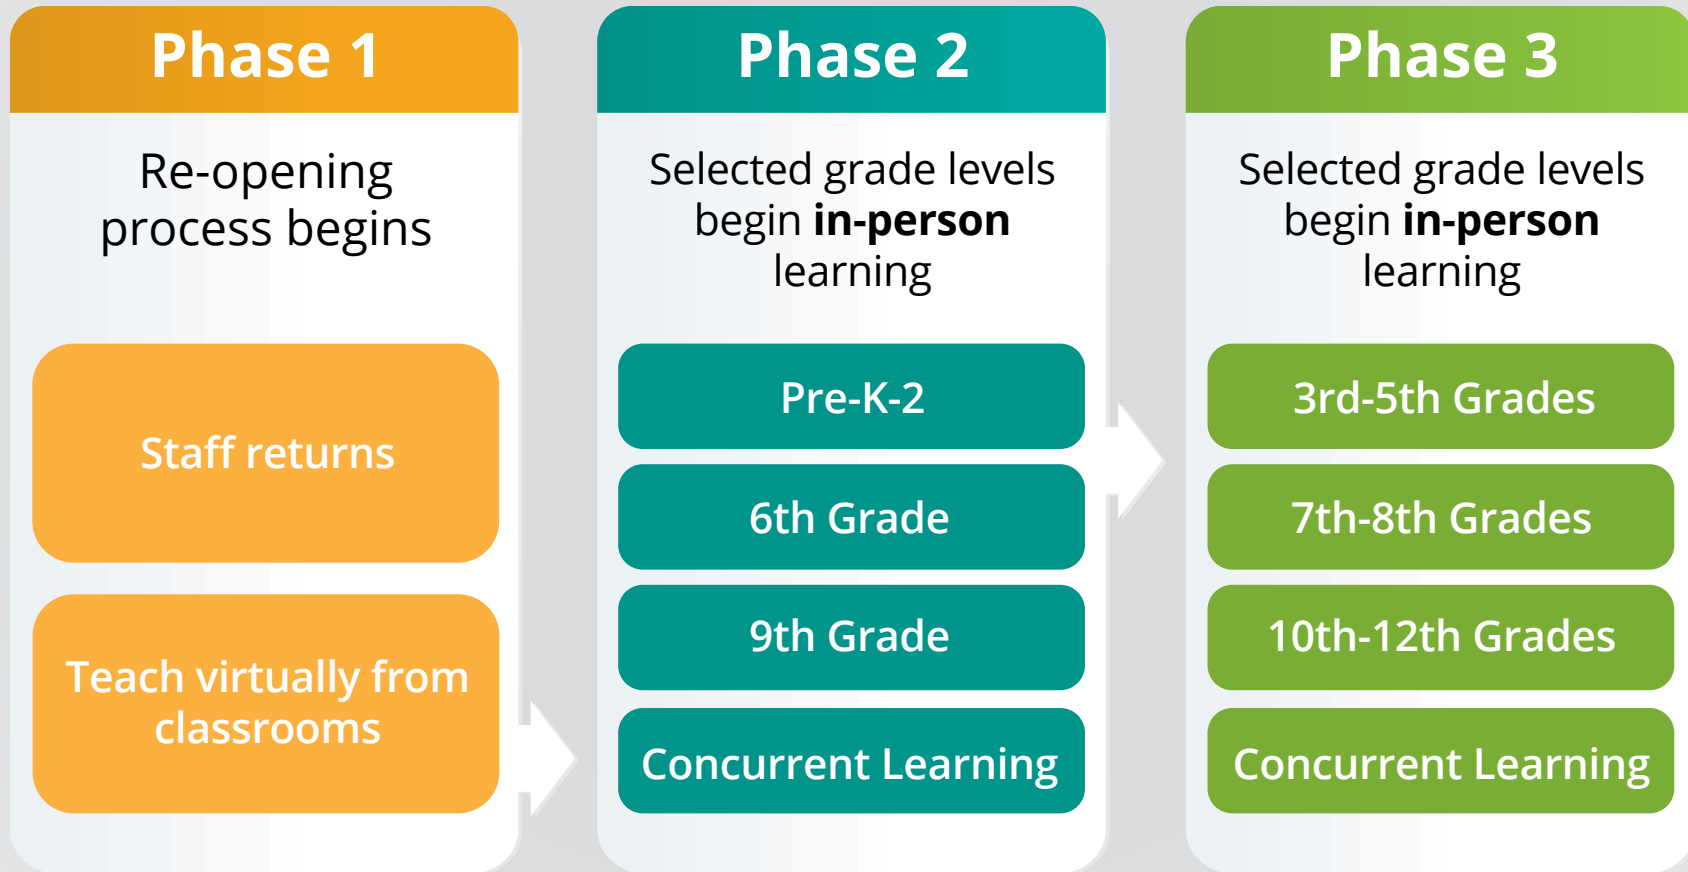 Phase 1
Re-opening
process begins
Staff returns
Teach virtually from
classrooms
Phase 2
Selected grade levels
begin in-person
learning
Pre-K-2
6th Grade
9th Grade
Concurrent Learning
Phase 3
Selected grade levels
begin in-person
learning
3rd-5th Grades
7th-8th Grades
10th-12th Grades
Concurrent Learning